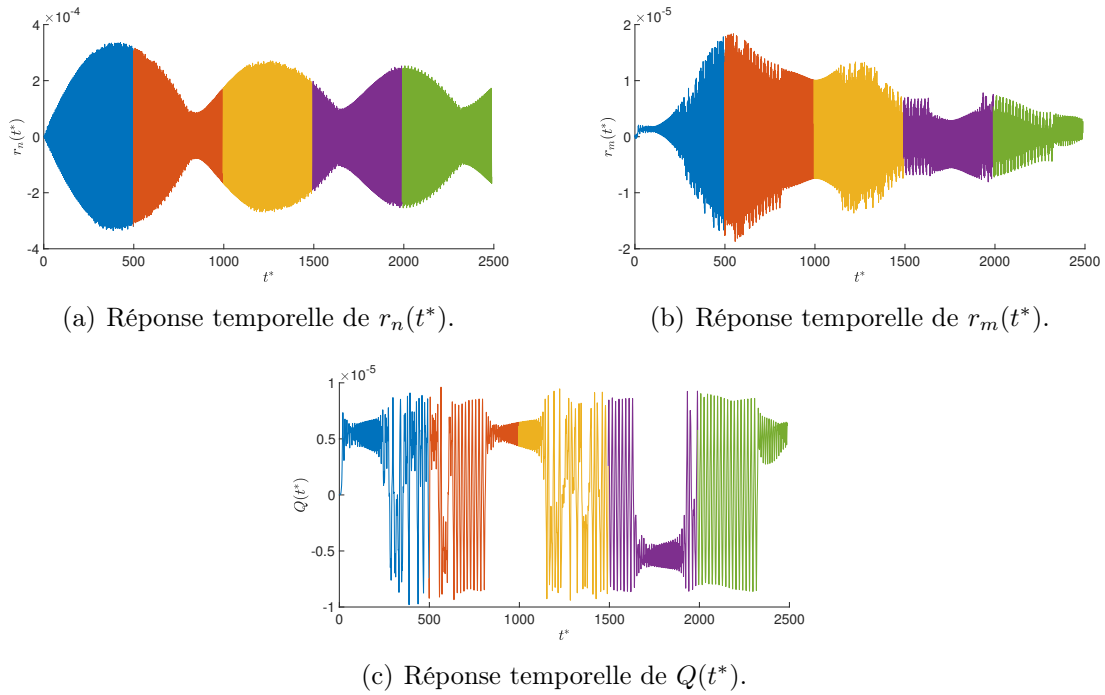 ×10⁻⁴
4
2
0
-2
-4
r_n(t*)
0 500 1000 1500 2000 2500
t*
(a) Réponse temporelle de r_n(t*).
×10⁻⁵
2
1
0
-1
-2
r_m(t*)
0 500 1000 1500 2000 2500
t*
(b) Réponse temporelle de r_m(t*).
×10⁻⁵
1
0.5
0
-0.5
-1
Q(t*)
0 500 1000 1500 2000 2500
t*
(c) Réponse temporelle de Q(t*).